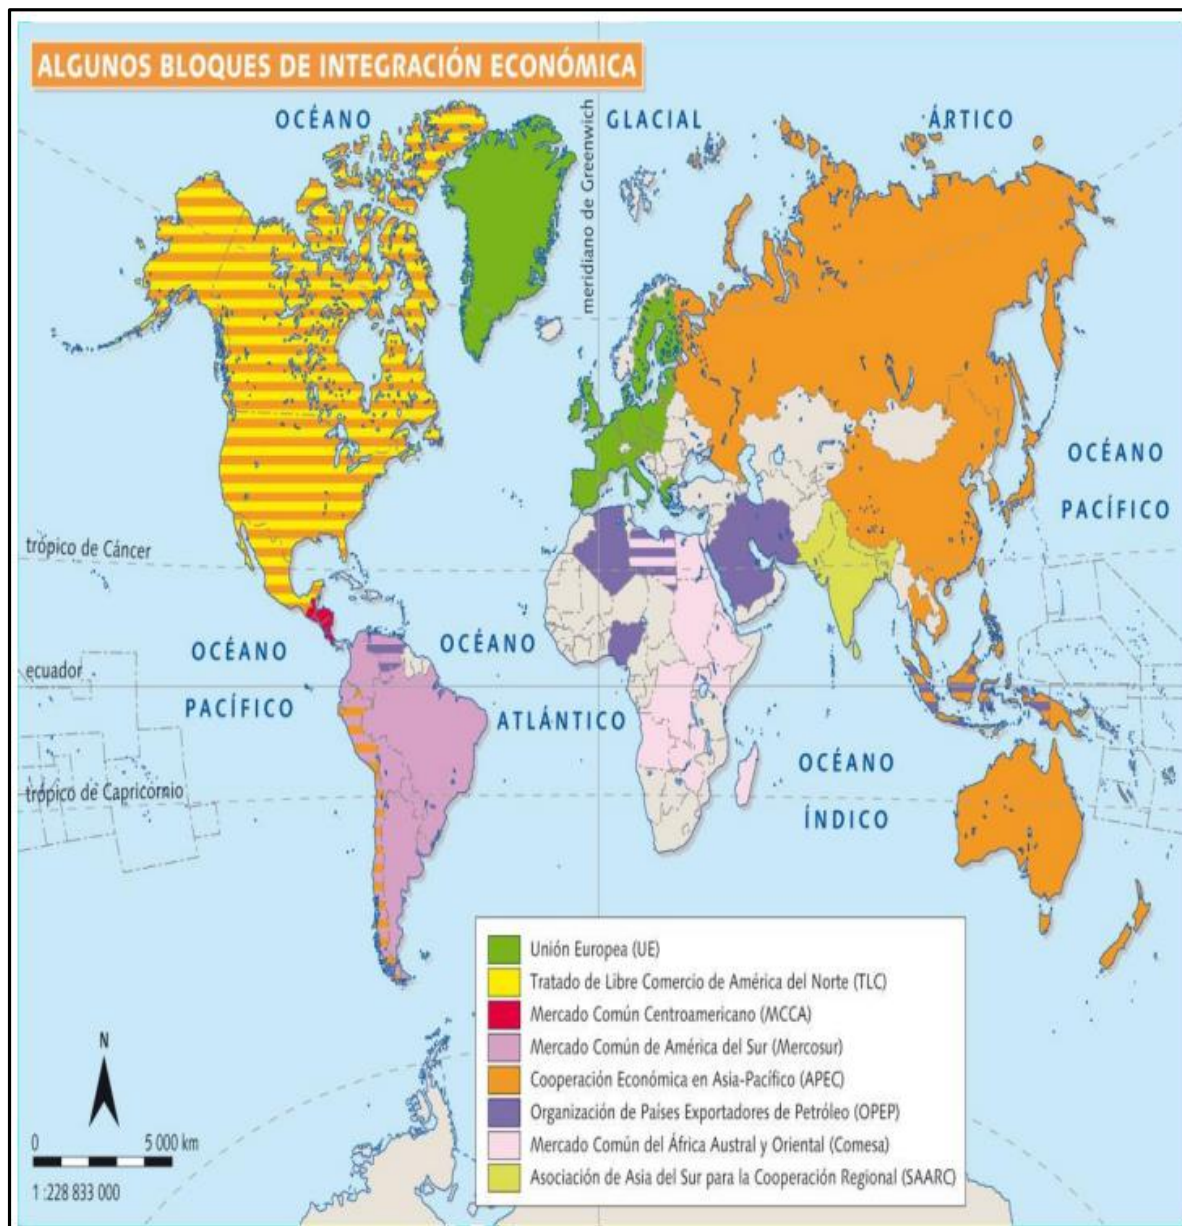 ALGUNOS BLOQUES DE INTEGRACIÓN ECONÓMICA
OCÉANO GLACIAL ÁRTICO
meridiano de Greenwich
OCÉANO
PACÍFICO
trópico de Cáncer
OCÉANO
PACÍFICO
OCÉANO
ATLÁNTICO
ecuador
OCÉANO
ÍNDICO
trópico de Capricornio
Unión Europea (UE)
Tratado de Libre Comercio de América del Norte (TLC)
Mercado Común Centroamericano (MCCA)
Mercado Común de América del Sur (Mercosur)
Cooperación Económica en Asia-Pacífico (APEC)
Organización de Países Exportadores de Petróleo (OPEP)
Mercado Común del África Austral y Oriental (Comesa)
Asociación de Asia del Sur para la Cooperación Regional (SAARC)
N
0 5 000 km
1 :228 833 000